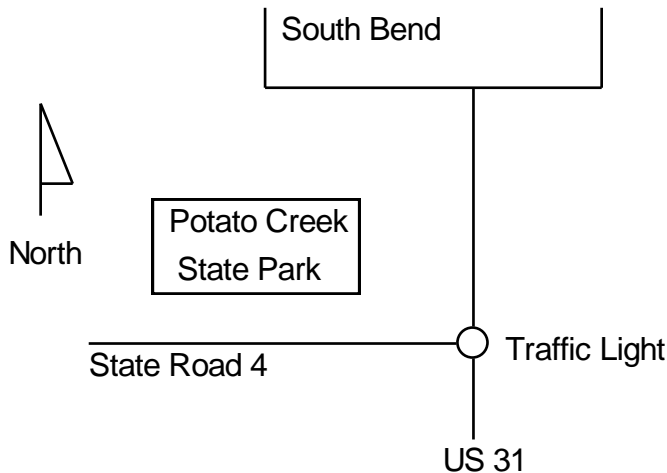 South Bend
North
Potato Creek
State Park
State Road 4
Traffic Light
US 31